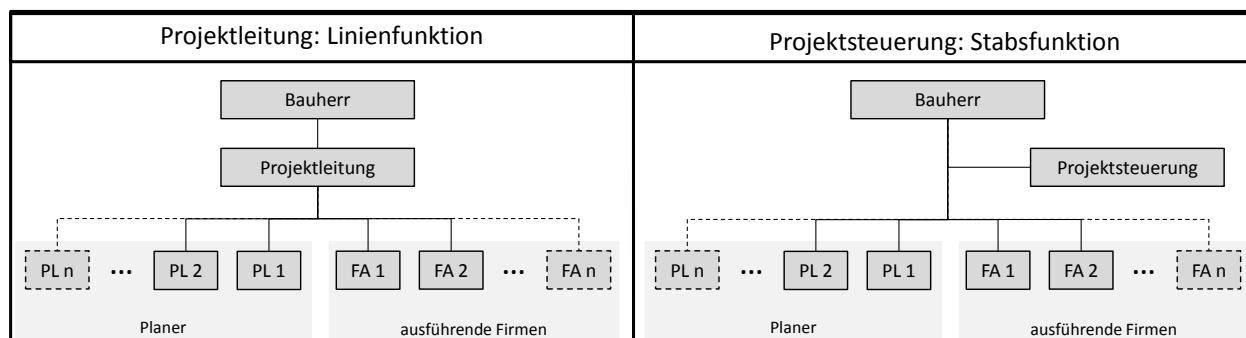 Projektleitung: Linienfunktion
Bauherr
Projektleitung
PL n ... PL 2 PL 1 FA 1 FA 2 ... FA n
Planer ausführende Firmen
Projektsteuerung: Stabsfunktion
Bauherr
Projektsteuerung
PL n ... PL 2 PL 1 FA 1 FA 2 ... FA n
Planer ausführende Firmen